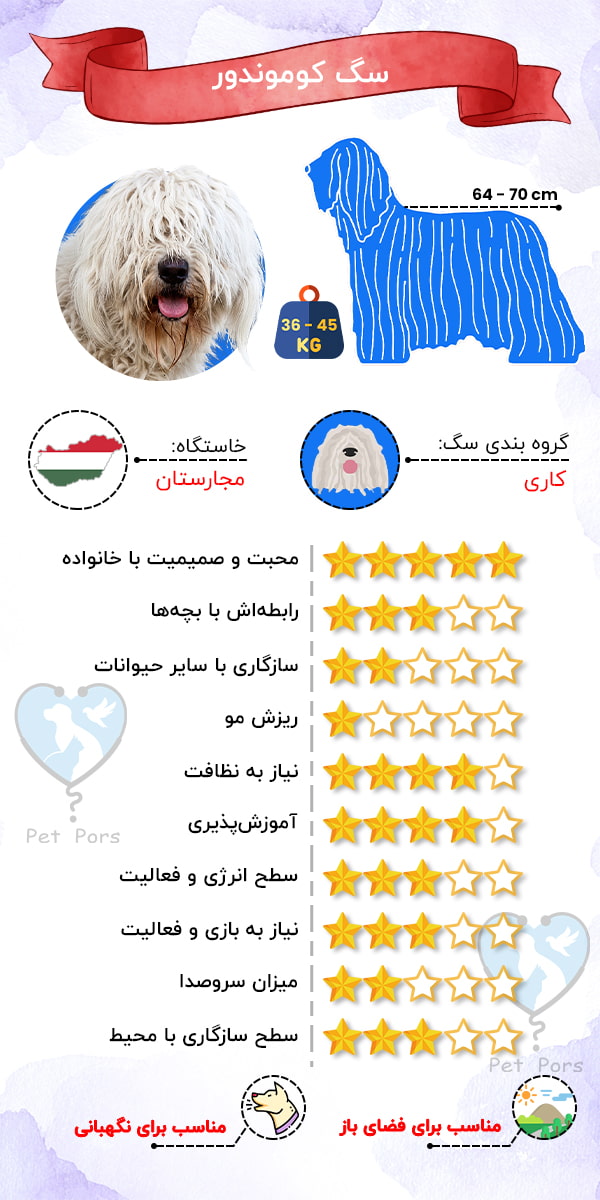 سگ کوموندور
64 - 70 cm
36 - 45
KG
گروه بندی سگ:
کاری
خاستگاه:
مجارستان
محبت و صمیمیت با خانواده
رابطه‌اش با بچه‌ها
سازگاری با سایر حیوانات
ریزش مو
نیاز به نظافت
آموزش‌پذیری
سطح انرژی و فعالیت
نیاز به بازی و فعالیت
میزان سروصدا
سطح سازگاری با محیط
Pet Pors
Pet Pors
مناسب برای فضای باز
مناسب برای نگهبانی